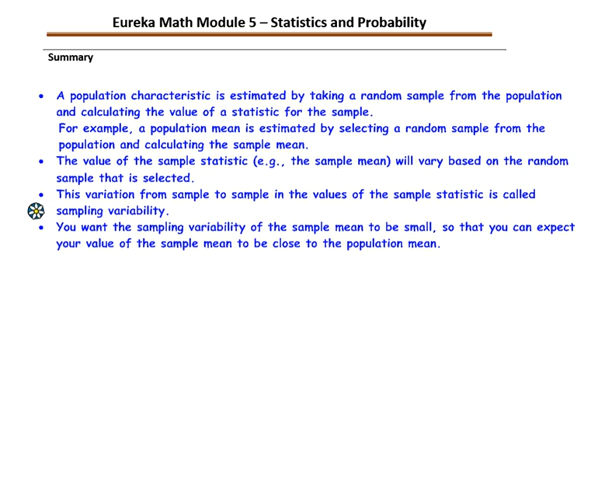 Eureka Math Module 5 – Statistics and Probability
Summary
• A population characteristic is estimated by taking a random sample from the population
and calculating the value of a statistic for the sample.
For example, a population mean is estimated by selecting a random sample from the
population and calculating the sample mean.
• The value of the sample statistic (e.g., the sample mean) will vary based on the random
sample that is selected.
• This variation from sample to sample in the values of the sample statistic is called
sampling variability.
• You want the sampling variability of the sample mean to be small, so that you can expect
your value of the sample mean to be close to the population mean.